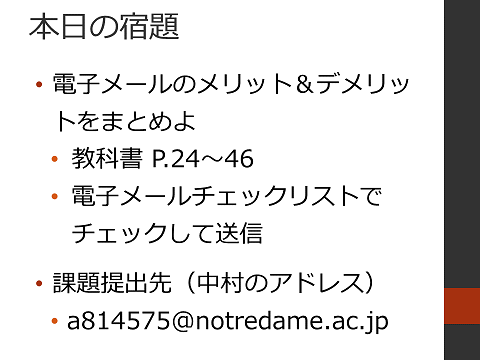 本日の宿題
• 電子メールのメリット＆デメリッ
トをまとめよ
• 教科書 P.24～46
• 電子メールチェックリストで
チェックして送信
• 課題提出先（中村のアドレス）
• a814575@notredame.ac.jp